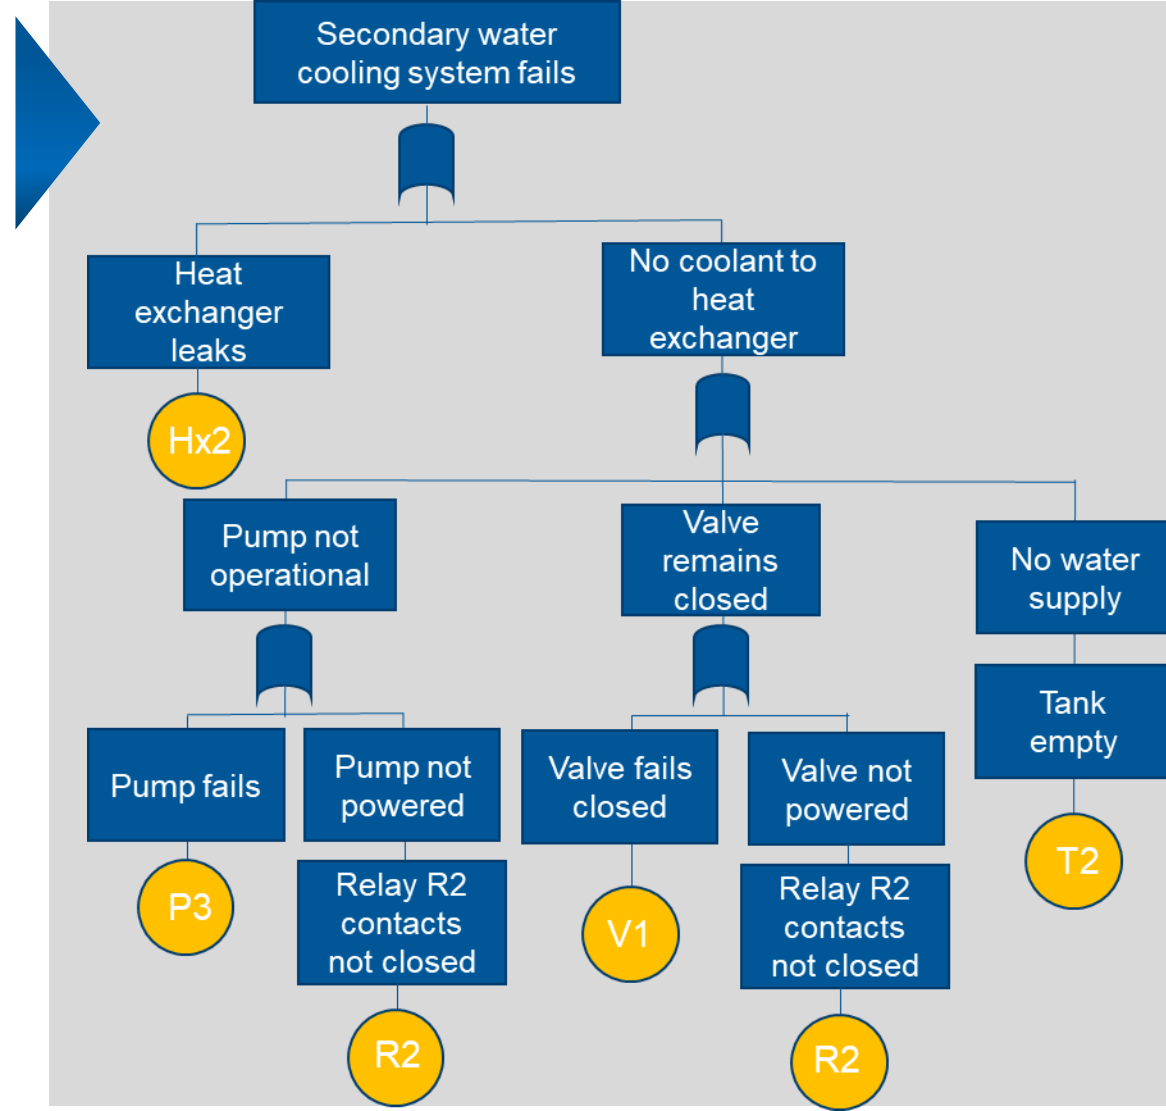 Secondary water
cooling system fails
Heat
exchanger
leaks
No coolant to
heat
exchanger
Hx2
Pump not
operational
Valve
remains
closed
No water
supply
Tank
empty
Pump fails
Pump not
powered
Valve fails
closed
Valve not
powered
T2
P3
Relay R2
contacts
not closed
V1
Relay R2
contacts
not closed
R2
R2